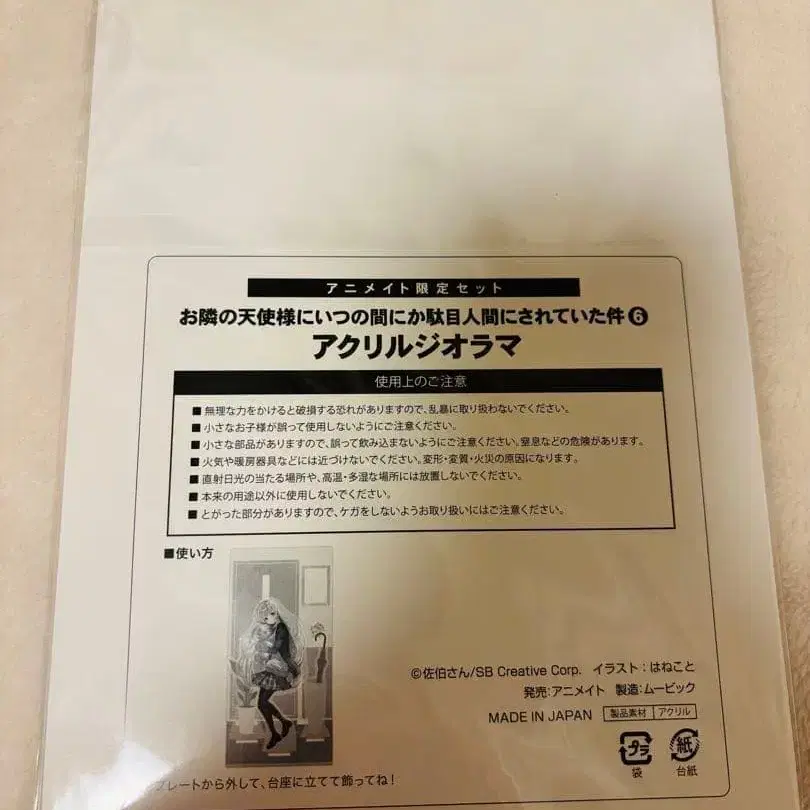 アニメイト限定セット
お隣の天使様にいつの間にか駄目人間にされていた件❻
アクリルジオラマ
使用上のご注意
■無理な力をかけると破損する恐れがありますので、乱暴に取り扱わないでください。
■小さなお子様が誤って使用しないようにご注意ください。
■小さな部品がありますので、誤って飲み込まないようにご注意ください。窒息などの危険があります。
■火気や暖房器具などには近づけないでください。変形・変質・火災の原因になります。
■直射日光の当たる場所や、高温・多湿な場所には放置しないでください。
■本来の用途以外に使用しないでください。
■とがった部分がありますので、ケガをしないようお取り扱いにはご注意ください。
■使い方
©佐伯さん/SB Creative Corp. イラスト：はねこと
発売：アニメイト 製造：ムービック
MADE IN JAPAN 製品素材 アクリル
プラ 紙
袋 台紙
プレートから外して、台座に立てて飾ってね！